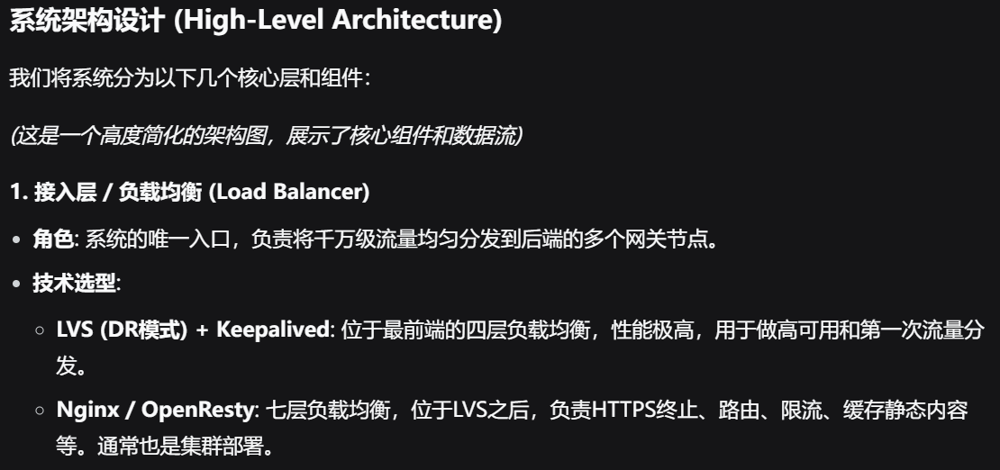 系统架构设计 (High-Level Architecture)
我们将系统分为以下几个核心层和组件：
(这是一个高度简化的架构图，展示了核心组件和数据流)
1. 接入层 / 负载均衡 (Load Balancer)
• 角色: 系统的唯一入口，负责将千万级流量均匀分发到后端的多个网关节点。
• 技术选型:
○ LVS (DR模式) + Keepalived: 位于最前端的四层负载均衡，性能极高，用于做高可用和第一次流量分
发。
○ Nginx / OpenResty: 七层负载均衡，位于LVS之后，负责HTTPS终止、路由、限流、缓存静态内容
等。通常也是集群部署。